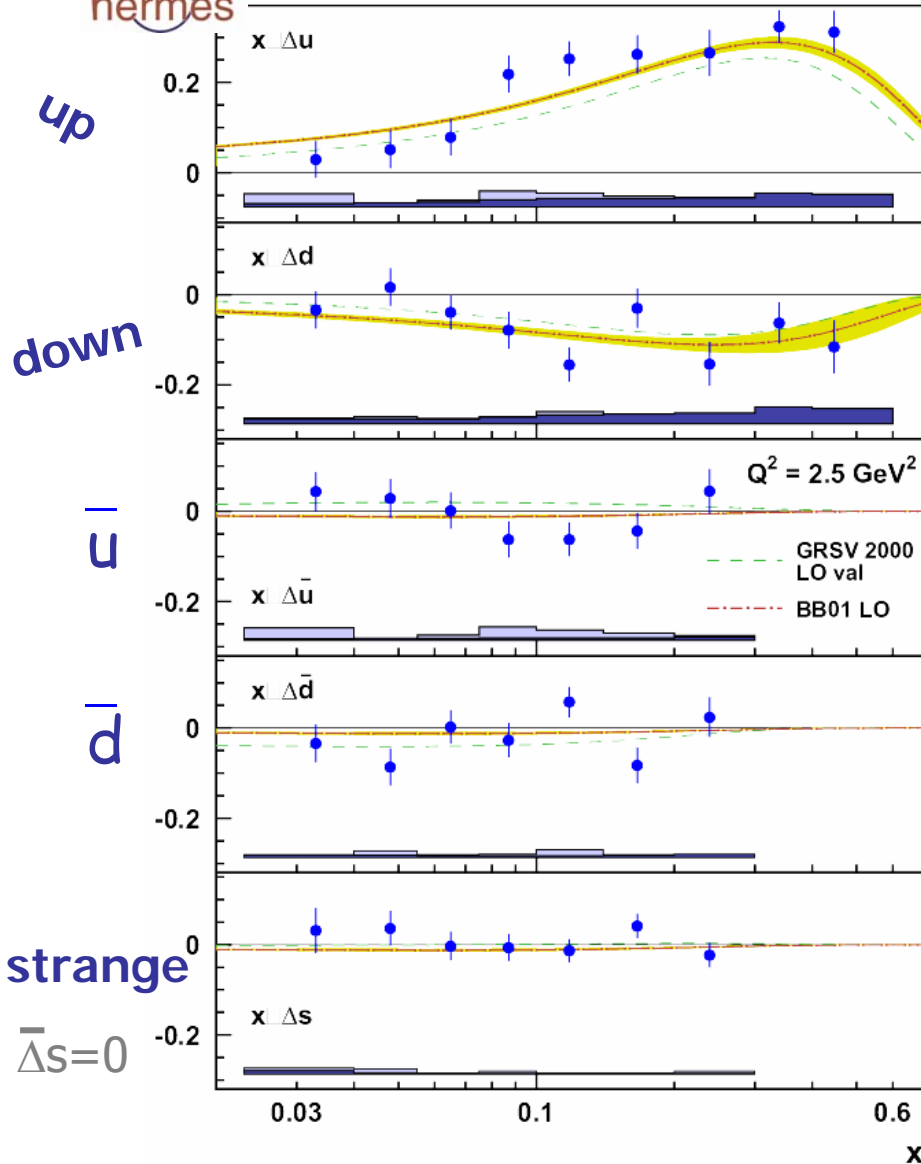 hermes
x Δu
0.2
up
0
x Δd
0
down
-0.2
Q² = 2.5 GeV²
0
u̅
GRSV 2000
LO val
-0.2
x Δu̅
BB01 LO
x Δd̅
0
d̅
-0.2
0
strange
x Δs
-0.2
Δ̅s=0
0.03 0.1 0.6
x